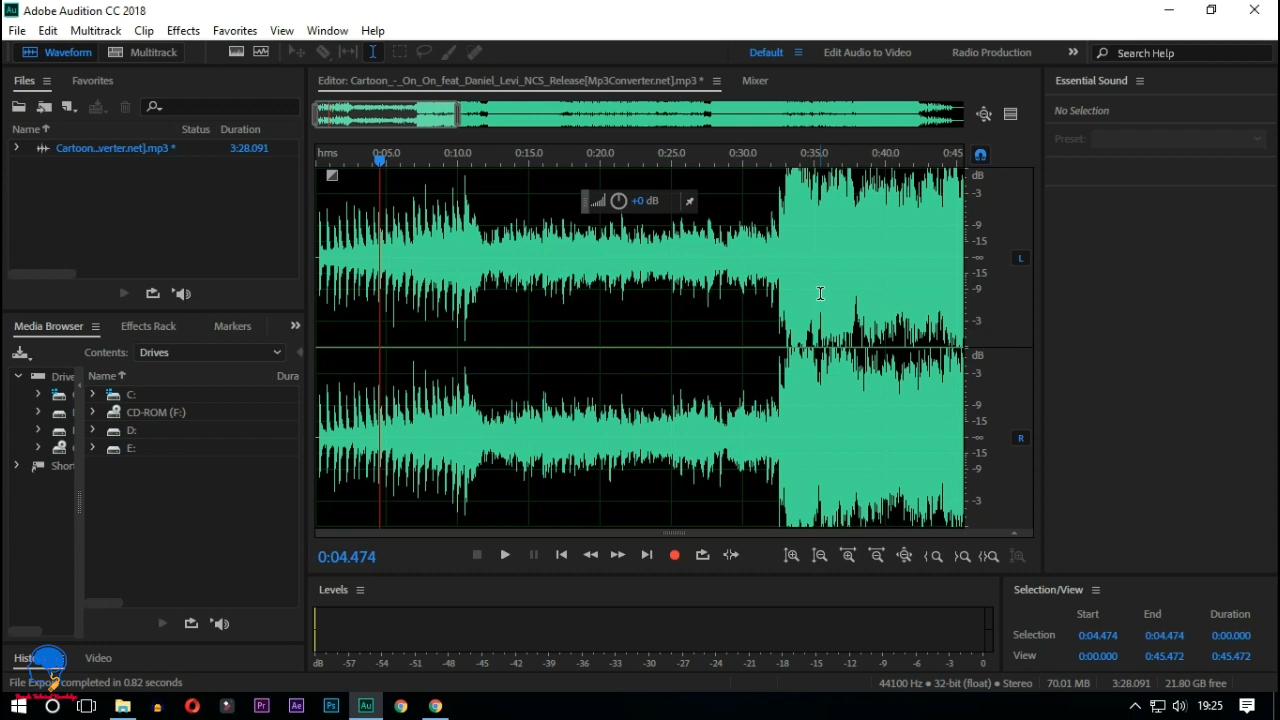 Au Adobe Audition CC 2018
File Edit Multitrack Clip Effects Favorites View Window Help
Waveform Multitrack Default Edit Audio to Video Radio Production Search Help
Files Favorites
Editor: Cartoon_-_On_On_feat_Daniel_Levi_NCS_Release[Mp3Converter.net].mp3 * Mixer
Essential Sound
No Selection
Preset:
Name Status Duration
Cartoon...verter.net].mp3 * 3:28.091
hms 0:05.0 0:10.0 0:15.0 0:20.0 0:25.0 0:30.0 0:35.0 0:40.0 0:45
+0 dB
dB
-3
-9
-15
-∞
-15
-9
-3
L
dB
-3
-9
-15
-∞
-15
-9
-3
R
Media Browser Effects Rack Markers
Contents: Drives
Drive
Name Dura
C:
CD-ROM (F:)
D:
E:
Short
0:04.474
Levels
dB -57 -54 -51 -48 -45 -42 -39 -36 -33 -30 -27 -24 -21 -18 -15 -12 -9 -6 -3 0
Selection/View
Start End Duration
Selection 0:04.474 0:04.474 0:00.000
View 0:00.000 0:45.472 0:45.472
Video
File Export completed in 0.82 seconds
44100 Hz • 32-bit (float) • Stereo 70.01 MB 3:28.091 21.80 GB free
Pr Ae Ps Au 19:25